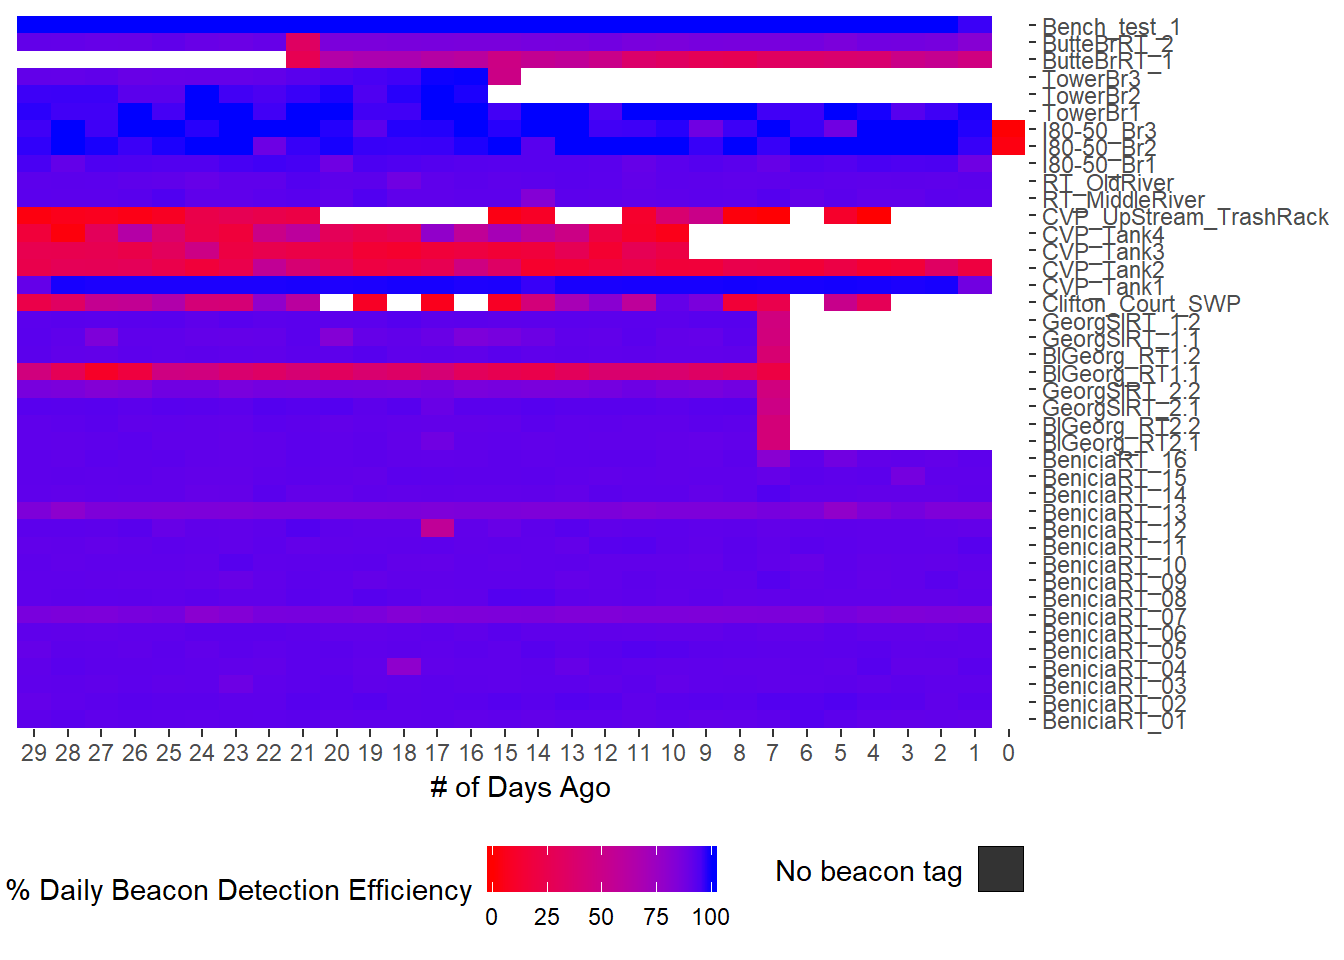 Bench_test_1
ButteBrRT_2
ButteBrRT_1
TowerBr3
TowerBr2
TowerBr1
I80-50_Br3
I80-50_Br2
I80-50_Br1
RT_OldRiver
RT_MiddleRiver
CVP_UpStream_TrashRack
CVP_Tank4
CVP_Tank3
CVP_Tank2
CVP_Tank1
Clifton_Court_SWP
GeorgSlRT_1.2
GeorgSlRT_1.1
BlGeorg_RT1.2
BlGeorg_RT1.1
GeorgSlRT_2.2
GeorgSlRT_2.1
BlGeorg_RT2.2
BlGeorg_RT2.1
BeniciaRT_16
BeniciaRT_15
BeniciaRT_14
BeniciaRT_13
BeniciaRT_12
BeniciaRT_11
BeniciaRT_10
BeniciaRT_09
BeniciaRT_08
BeniciaRT_07
BeniciaRT_06
BeniciaRT_05
BeniciaRT_04
BeniciaRT_03
BeniciaRT_02
BeniciaRT_01
29 28 27 26 25 24 23 22 21 20 19 18 17 16 15 14 13 12 11 10 9 8 7 6 5 4 3 2 1 0
# of Days Ago
% Daily Beacon Detection Efficiency
0 25 50 75 100
No beacon tag